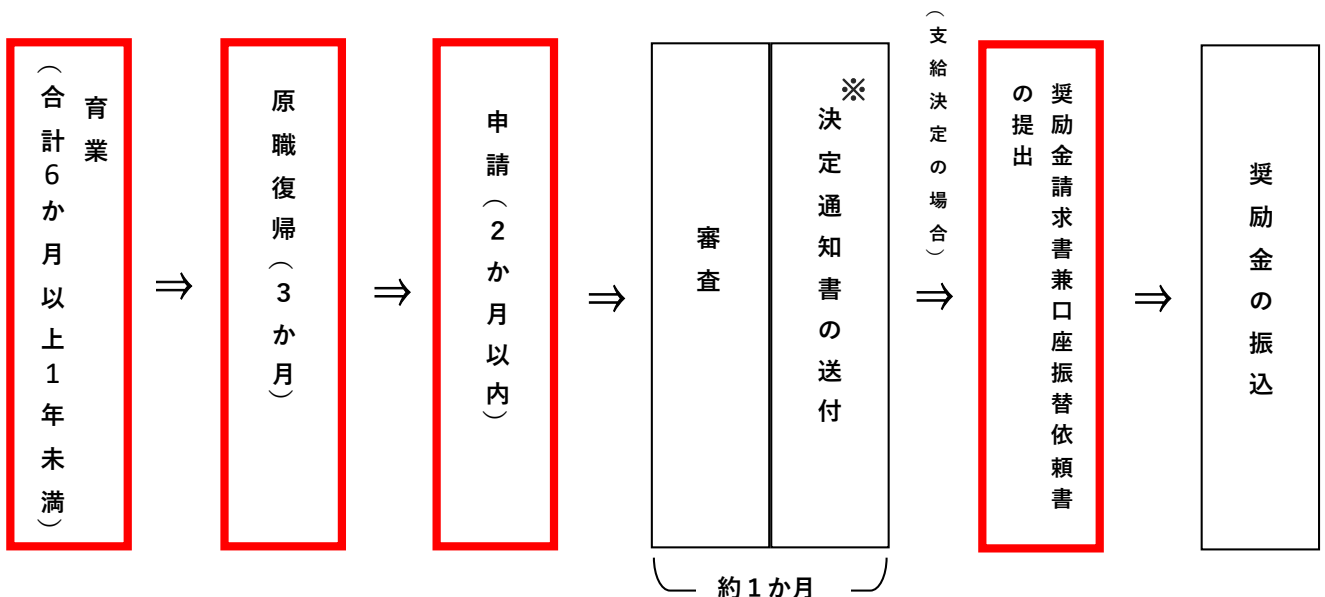 育業
（合計6か月以上1年未満）
⇒
原職復帰（3か月）
⇒
申請（2か月以内）
⇒
審査
※
決定通知書の送付
約1か月
（支給決定の場合）
⇒
奨励金請求書兼口座振替依頼書
の提出
⇒
奨励金の振込